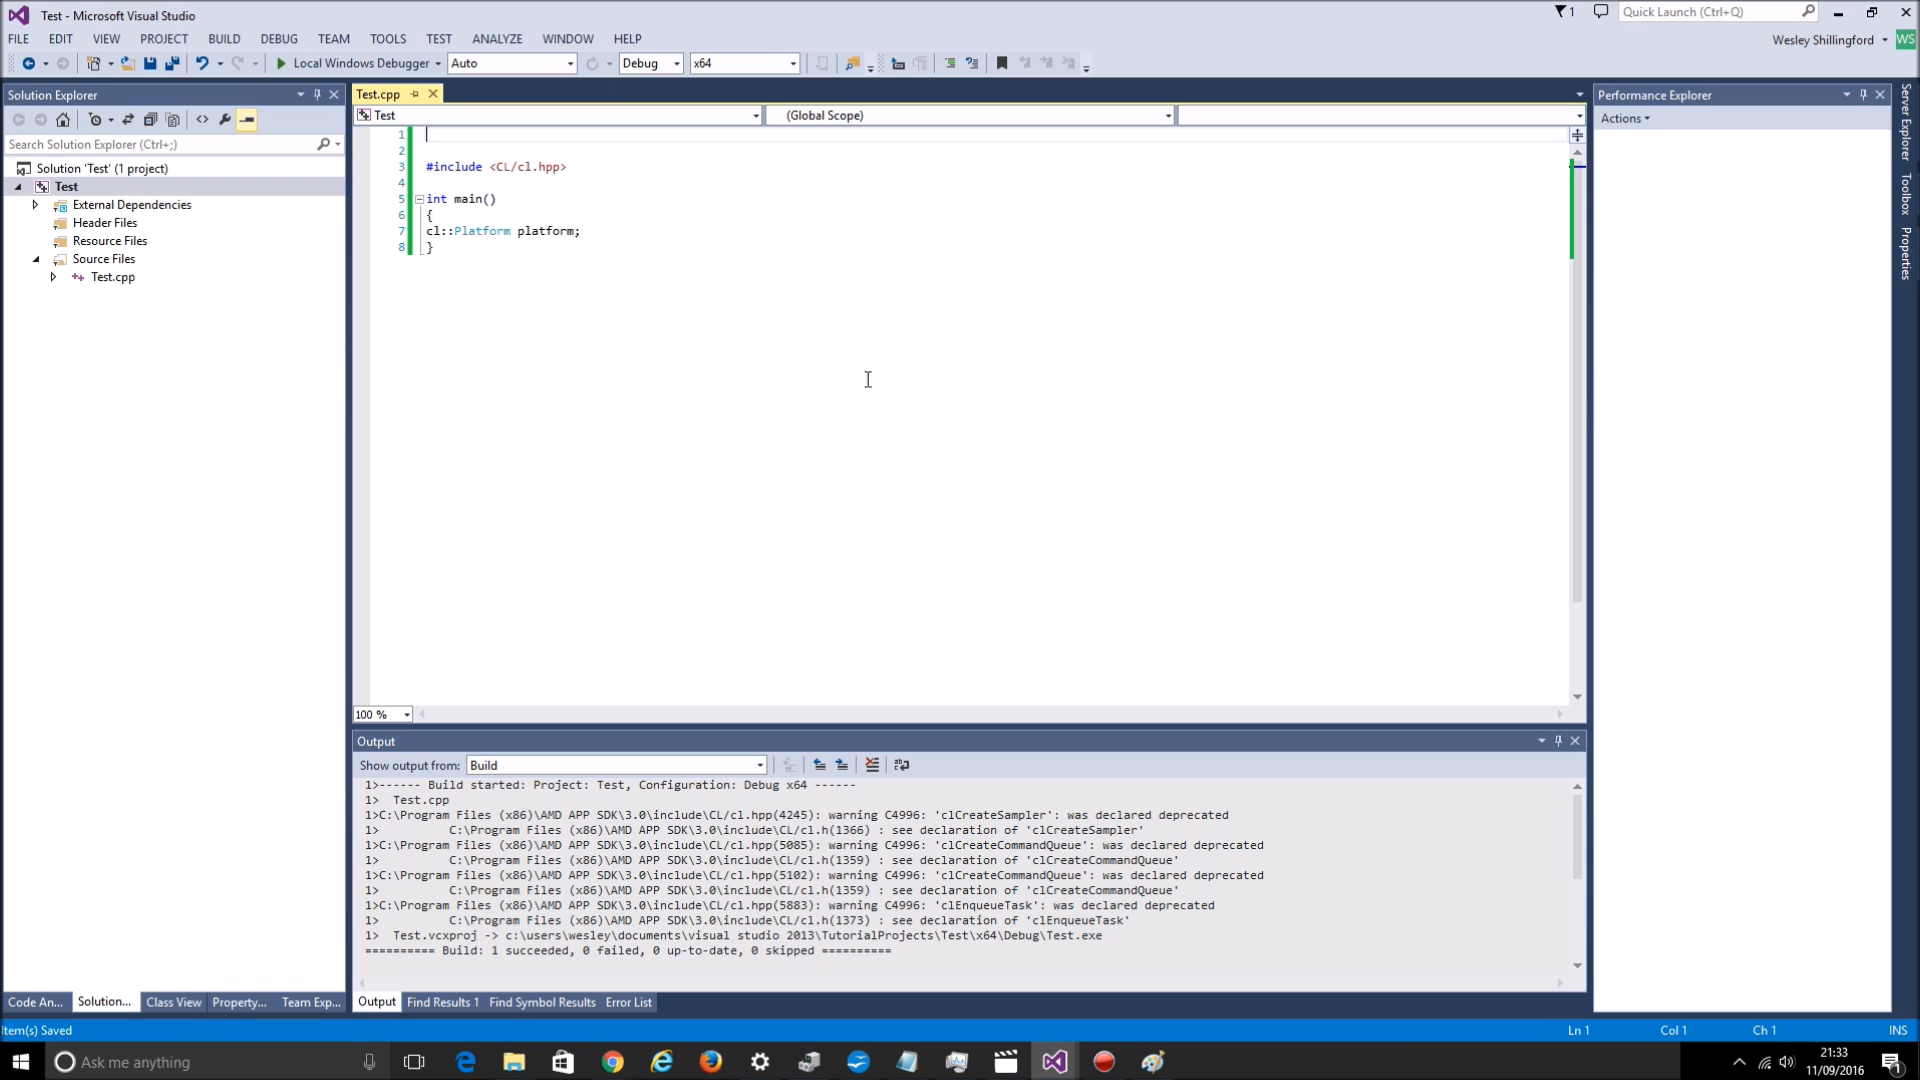 Test - Microsoft Visual Studio
1
Quick Launch (Ctrl+Q)
FILE EDIT VIEW PROJECT BUILD DEBUG TEAM TOOLS TEST ANALYZE WINDOW HELP
Wesley Shillingford WS
Local Windows Debugger Auto Debug x64
Solution Explorer
Search Solution Explorer (Ctrl+;)
Solution 'Test' (1 project)
Test
External Dependencies
Header Files
Resource Files
Source Files
Test.cpp
Code An... Solution... Class View Property... Team Exp...
Test.cpp
Test (Global Scope)
1
2
3 #include <CL/cl.hpp>
4
5 int main()
6 {
7 cl::Platform platform;
8 }
100 %
Output
Show output from: Build
1>------ Build started: Project: Test, Configuration: Debug x64 ------
1>  Test.cpp
1>C:\Program Files (x86)\AMD APP SDK\3.0\include\CL/cl.hpp(4245): warning C4996: 'clCreateSampler': was declared deprecated
1>          C:\Program Files (x86)\AMD APP SDK\3.0\include\CL/cl.h(1366) : see declaration of 'clCreateSampler'
1>C:\Program Files (x86)\AMD APP SDK\3.0\include\CL/cl.hpp(5085): warning C4996: 'clCreateCommandQueue': was declared deprecated
1>          C:\Program Files (x86)\AMD APP SDK\3.0\include\CL/cl.h(1359) : see declaration of 'clCreateCommandQueue'
1>C:\Program Files (x86)\AMD APP SDK\3.0\include\CL/cl.hpp(5102): warning C4996: 'clCreateCommandQueue': was declared deprecated
1>          C:\Program Files (x86)\AMD APP SDK\3.0\include\CL/cl.h(1359) : see declaration of 'clCreateCommandQueue'
1>C:\Program Files (x86)\AMD APP SDK\3.0\include\CL/cl.hpp(5883): warning C4996: 'clEnqueueTask': was declared deprecated
1>          C:\Program Files (x86)\AMD APP SDK\3.0\include\CL/cl.h(1373) : see declaration of 'clEnqueueTask'
1>  Test.vcxproj -> c:\users\wesley\documents\visual studio 2013\TutorialProjects\Test\x64\Debug\Test.exe
========== Build: 1 succeeded, 0 failed, 0 up-to-date, 0 skipped ==========
Output Find Results 1 Find Symbol Results Error List
Performance Explorer
Actions
Server Explorer
Toolbox
Properties
Item(s) Saved
Ln 1 Col 1 Ch 1 INS
Ask me anything
21:33
11/09/2016
1